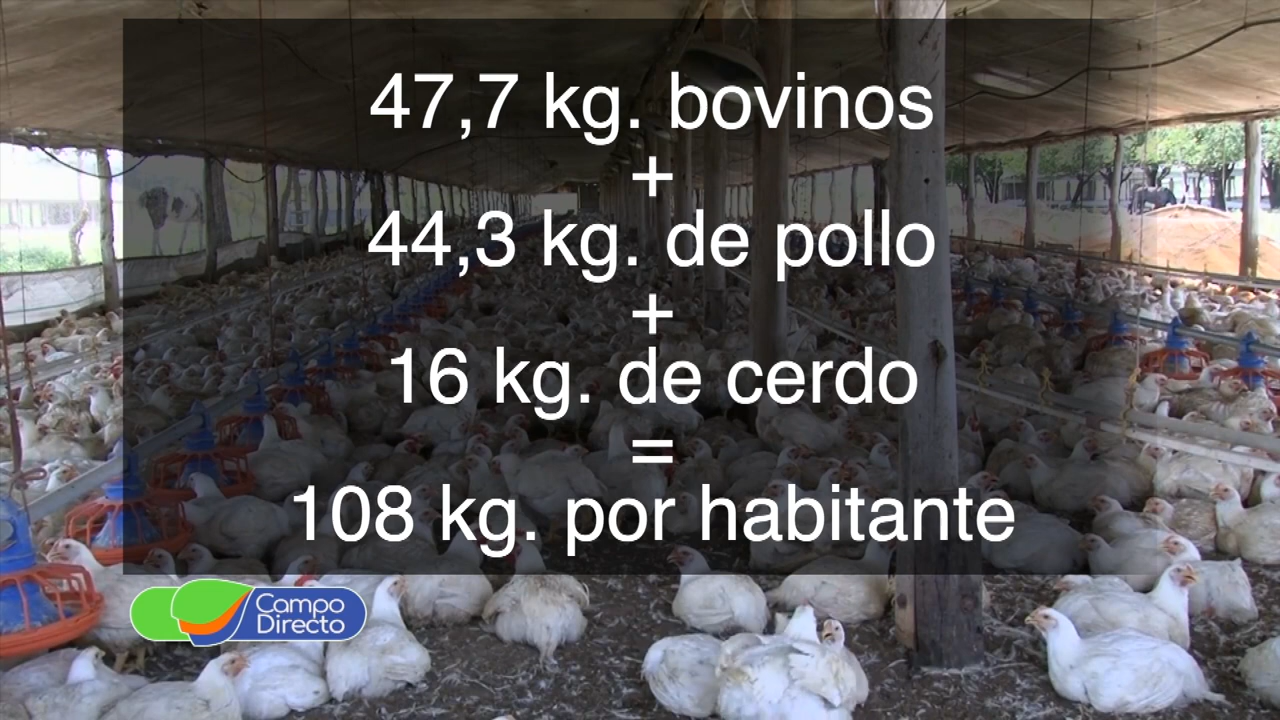 47,7 kg. bovinos
+
44,3 kg. de pollo
+
16 kg. de cerdo
=
108 kg. por habitante
Campo
Directo